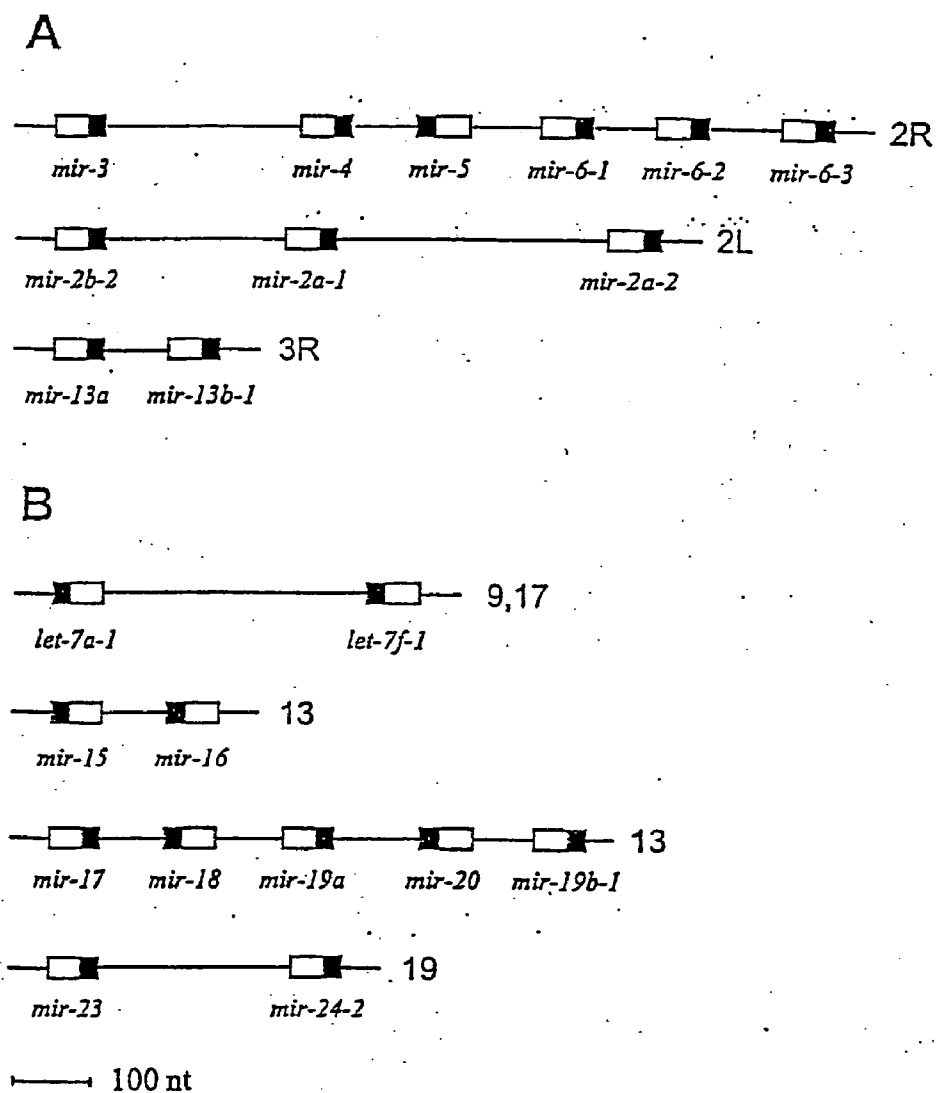 A
2R
mir-3 mir-4 mir-5 mir-6-1 mir-6-2 mir-6-3
2L
mir-2b-2 mir-2a-1 mir-2a-2
3R
mir-13a mir-13b-1
B
9,17
let-7a-1 let-7f-1
13
mir-15 mir-16
13
mir-17 mir-18 mir-19a mir-20 mir-19b-1
19
mir-23 mir-24-2
100 nt